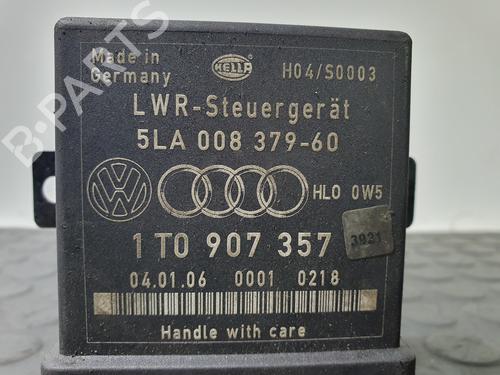 Made in
Germany
HELLA
H04/S0003
LWR-Steuergerät
5LA 008 379-60
HLO 0W5
1T0 907 357
3921
04.01.06 0001 0218
Handle with care
B-PARTS